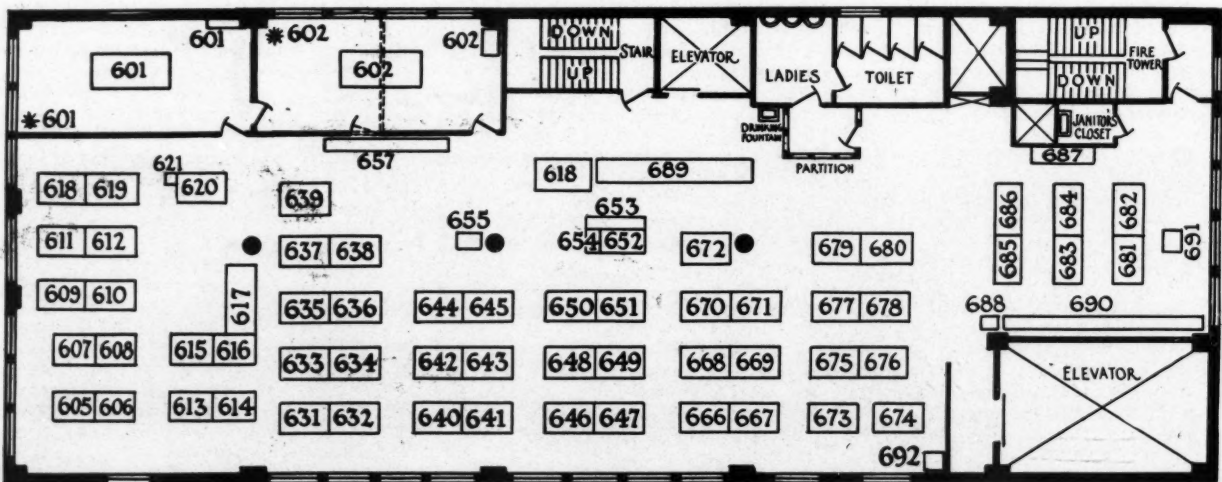 601 ✷ 602 602 DOWN STAIR ELEVATOR LADIES TOILET UP FIRE TOWER
601 602 UP DOWN
✷ 601 DRINKING FOUNTAIN JANITORS CLOSET
657 PARTITION 687
621 618 689
618 619 620 639 653 686 684 682
611 612 637 638 655 654 652 672 679 680 685 683 681 691
609 610 617 635 636 644 645 650 651 670 671 677 678 688 690
607 608 615 616 633 634 642 643 648 649 668 669 675 676 ELEVATOR
605 606 613 614 631 632 640 641 646 647 666 667 673 674
692